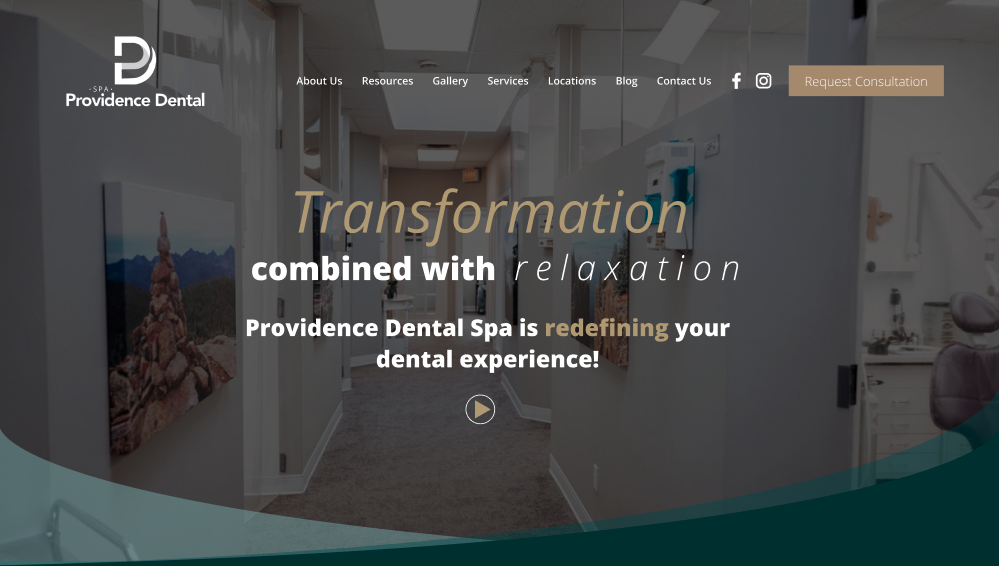 SPA
Providence Dental
About Us Resources Gallery Services Locations Blog Contact Us Request Consultation
Transformation
combined with relaxation
Providence Dental Spa is redefining your
dental experience!